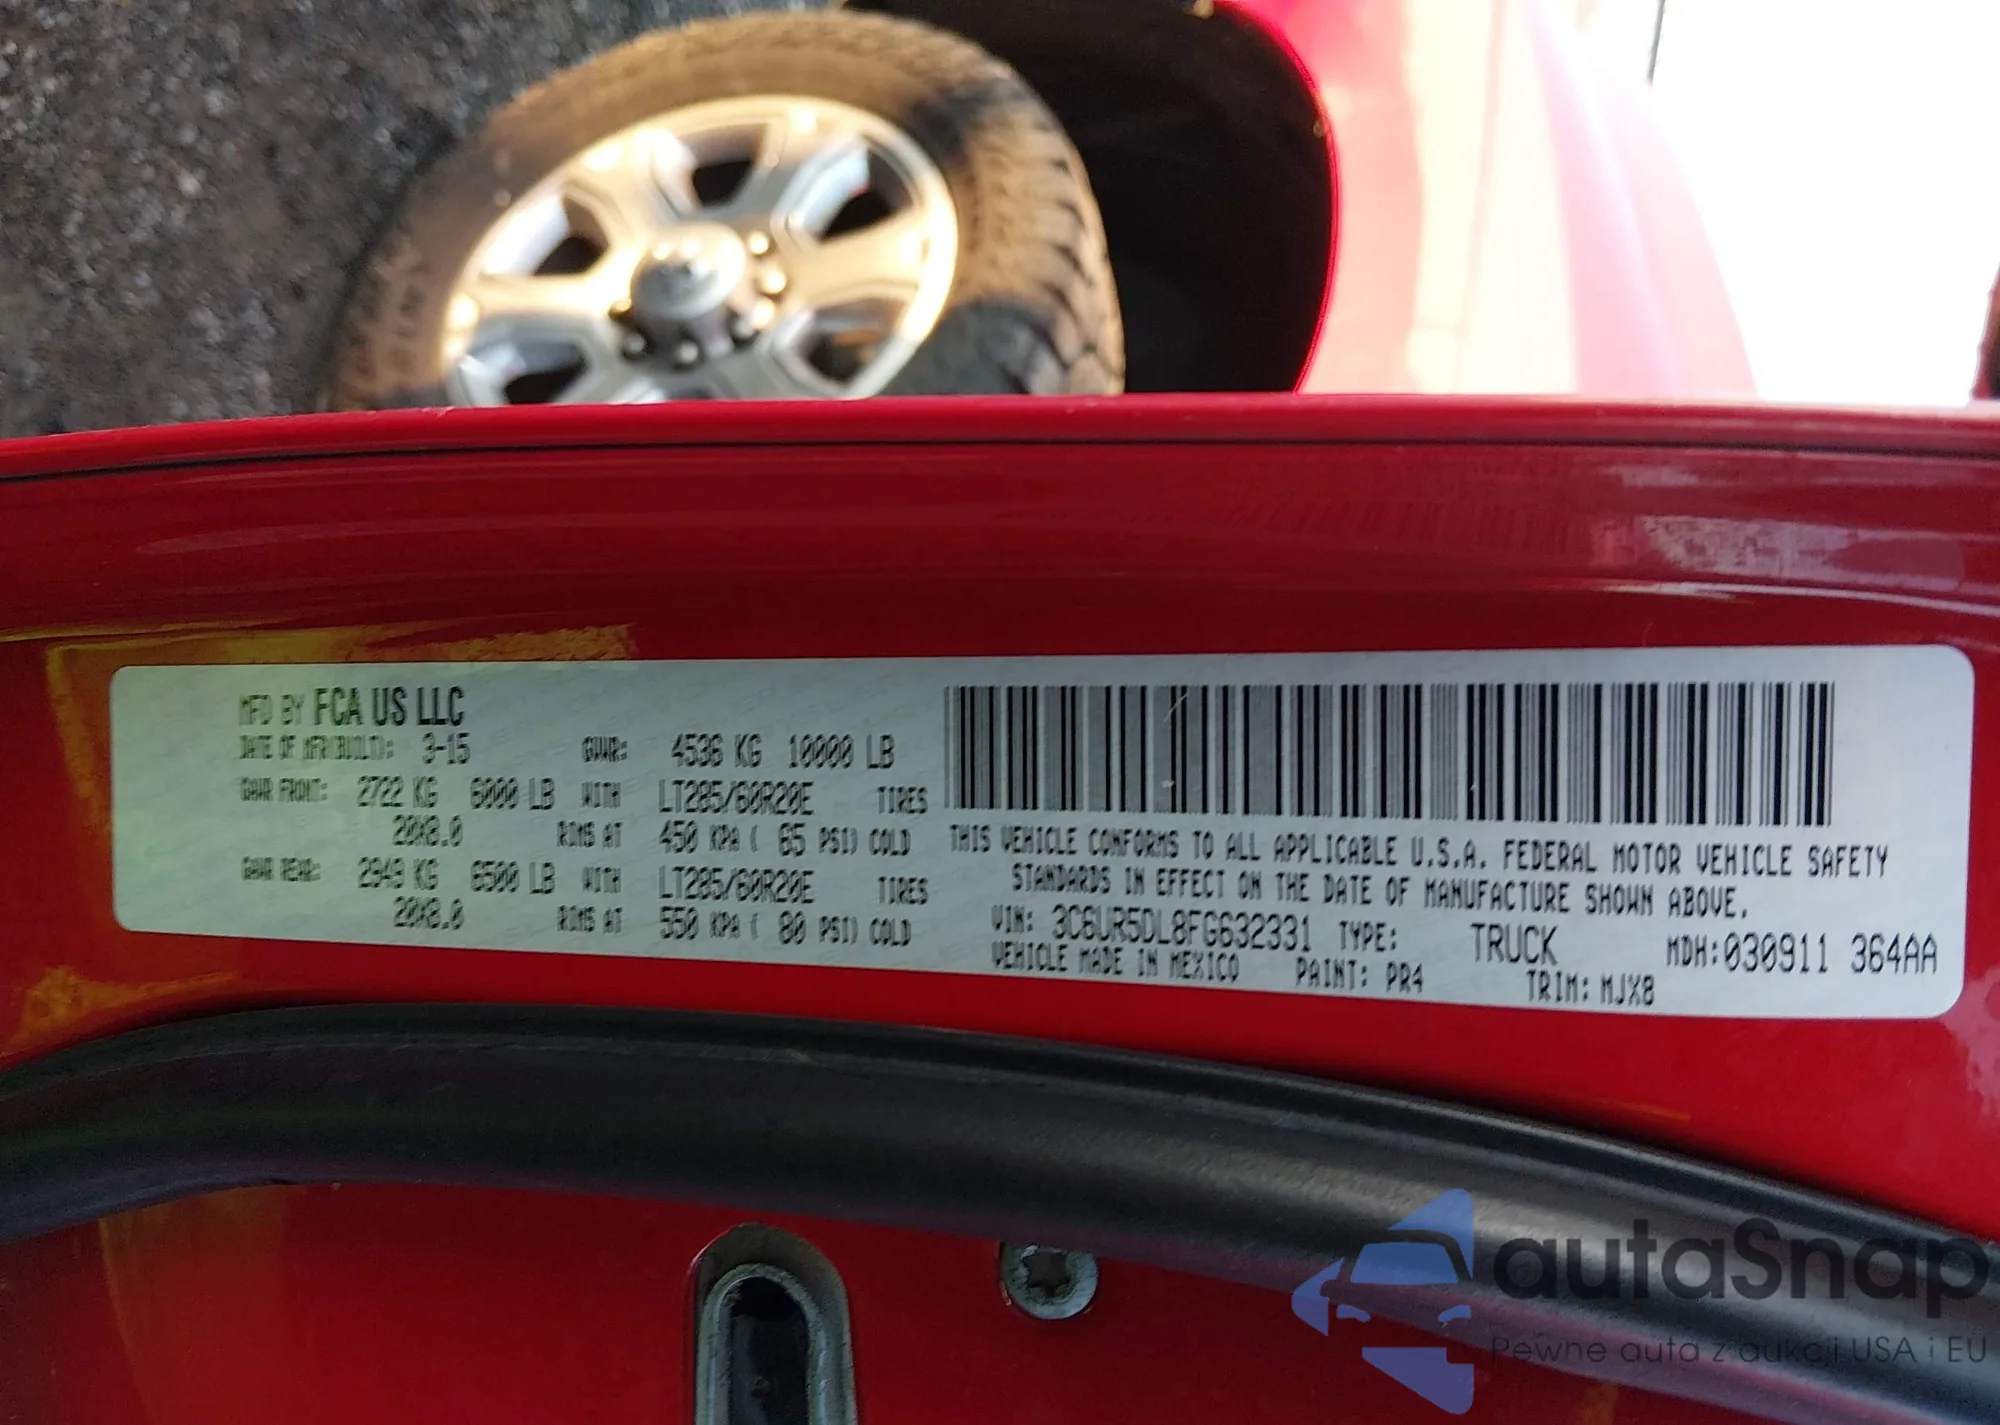 MFD BY FCA US LLC
DATE OF MFR(BUILT): 3-15 GVWR: 4536 KG 10000 LB
GAWR FRONT: 2722 KG 6000 LB WITH LT285/60R20E TIRES
20X8.0 RIMS AT 450 KPA ( 65 PSI) COLD
GAWR REAR: 2949 KG 6500 LB WITH LT285/60R20E TIRES
20X8.0 RIMS AT 550 KPA ( 80 PSI) COLD
THIS VEHICLE CONFORMS TO ALL APPLICABLE U.S.A. FEDERAL MOTOR VEHICLE SAFETY
STANDARDS IN EFFECT ON THE DATE OF MANUFACTURE SHOWN ABOVE.
VIN: 3C6UR5DL8FG632331 TYPE: TRUCK MDH:030911 364AA
VEHICLE MADE IN MEXICO PAINT: PR4 TRIM: MJX8
autaSnap
Pewne auta z aukcji USA i EU